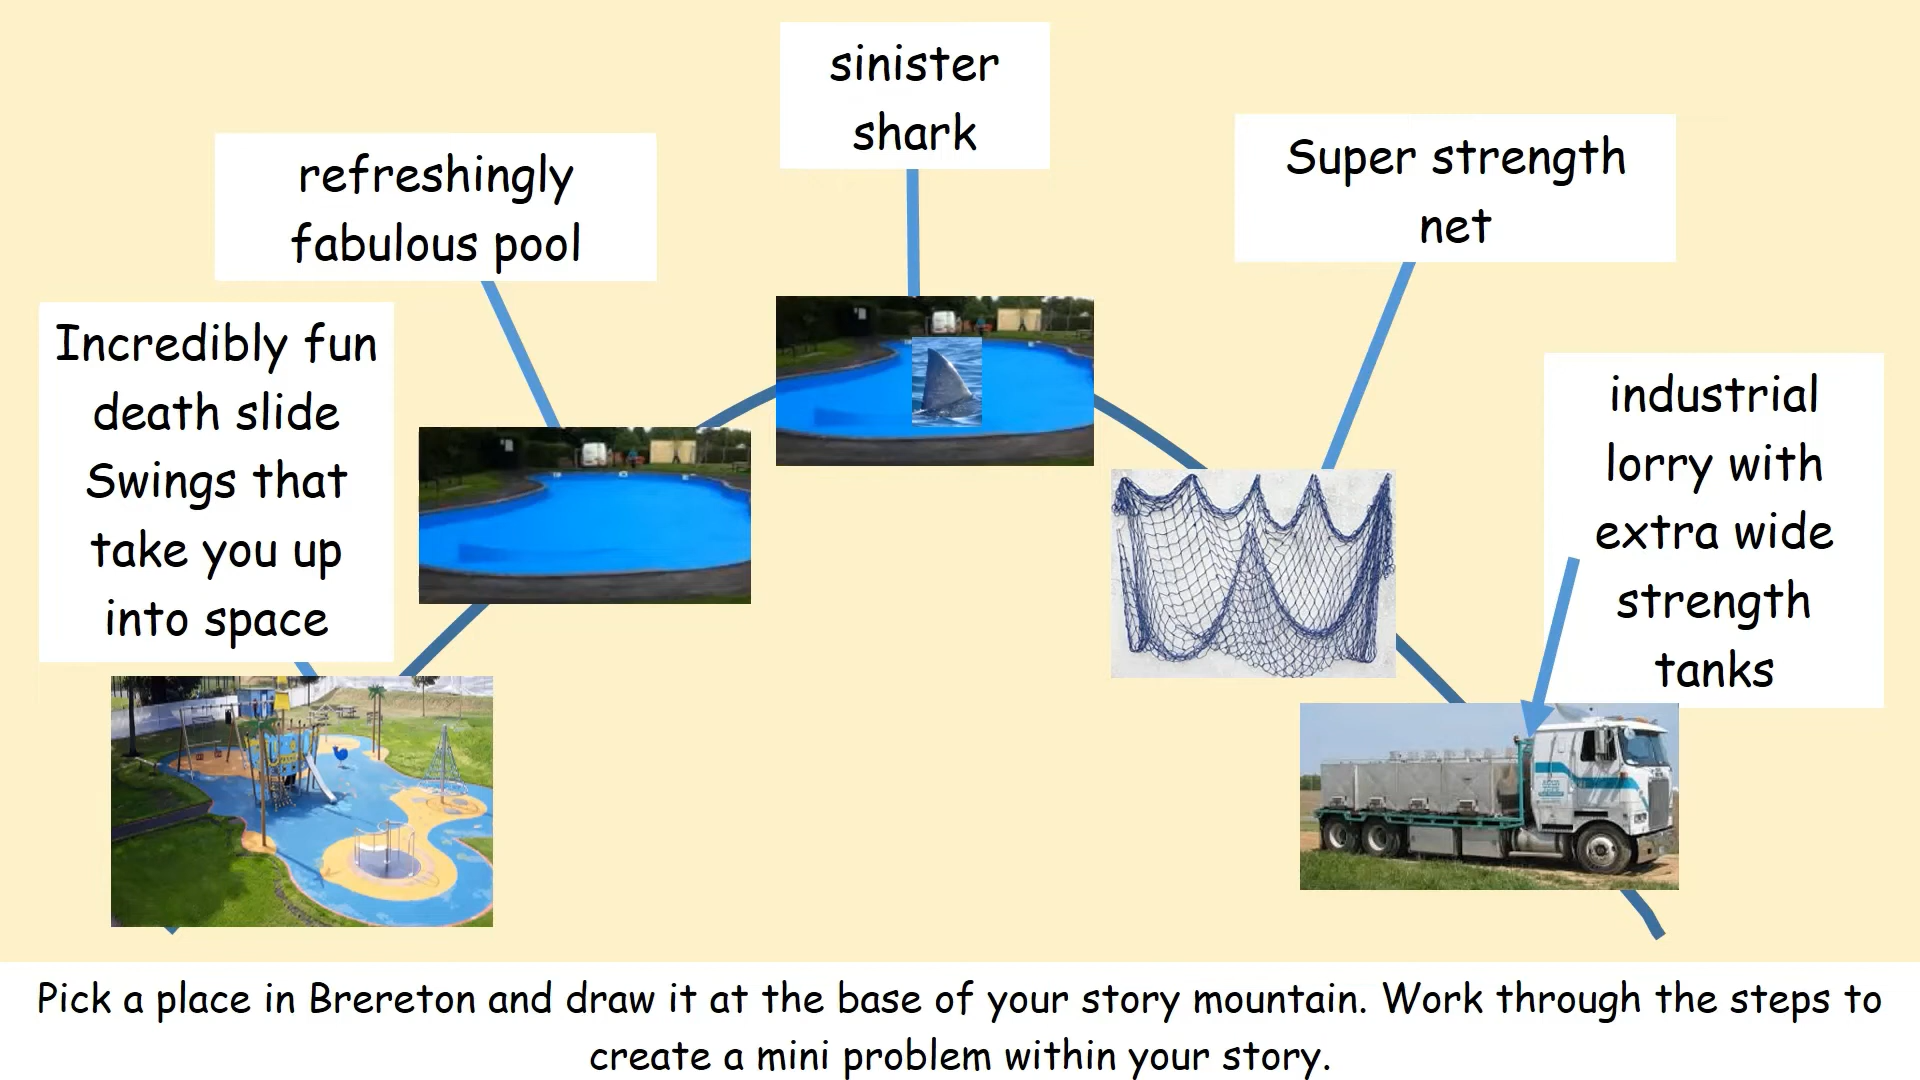 sinister
shark
refreshingly
fabulous pool
Super strength
net
Incredibly fun
death slide
Swings that
take you up
into space
industrial
lorry with
extra wide
strength
tanks
Pick a place in Brereton and draw it at the base of your story mountain. Work through the steps to
create a mini problem within your story.